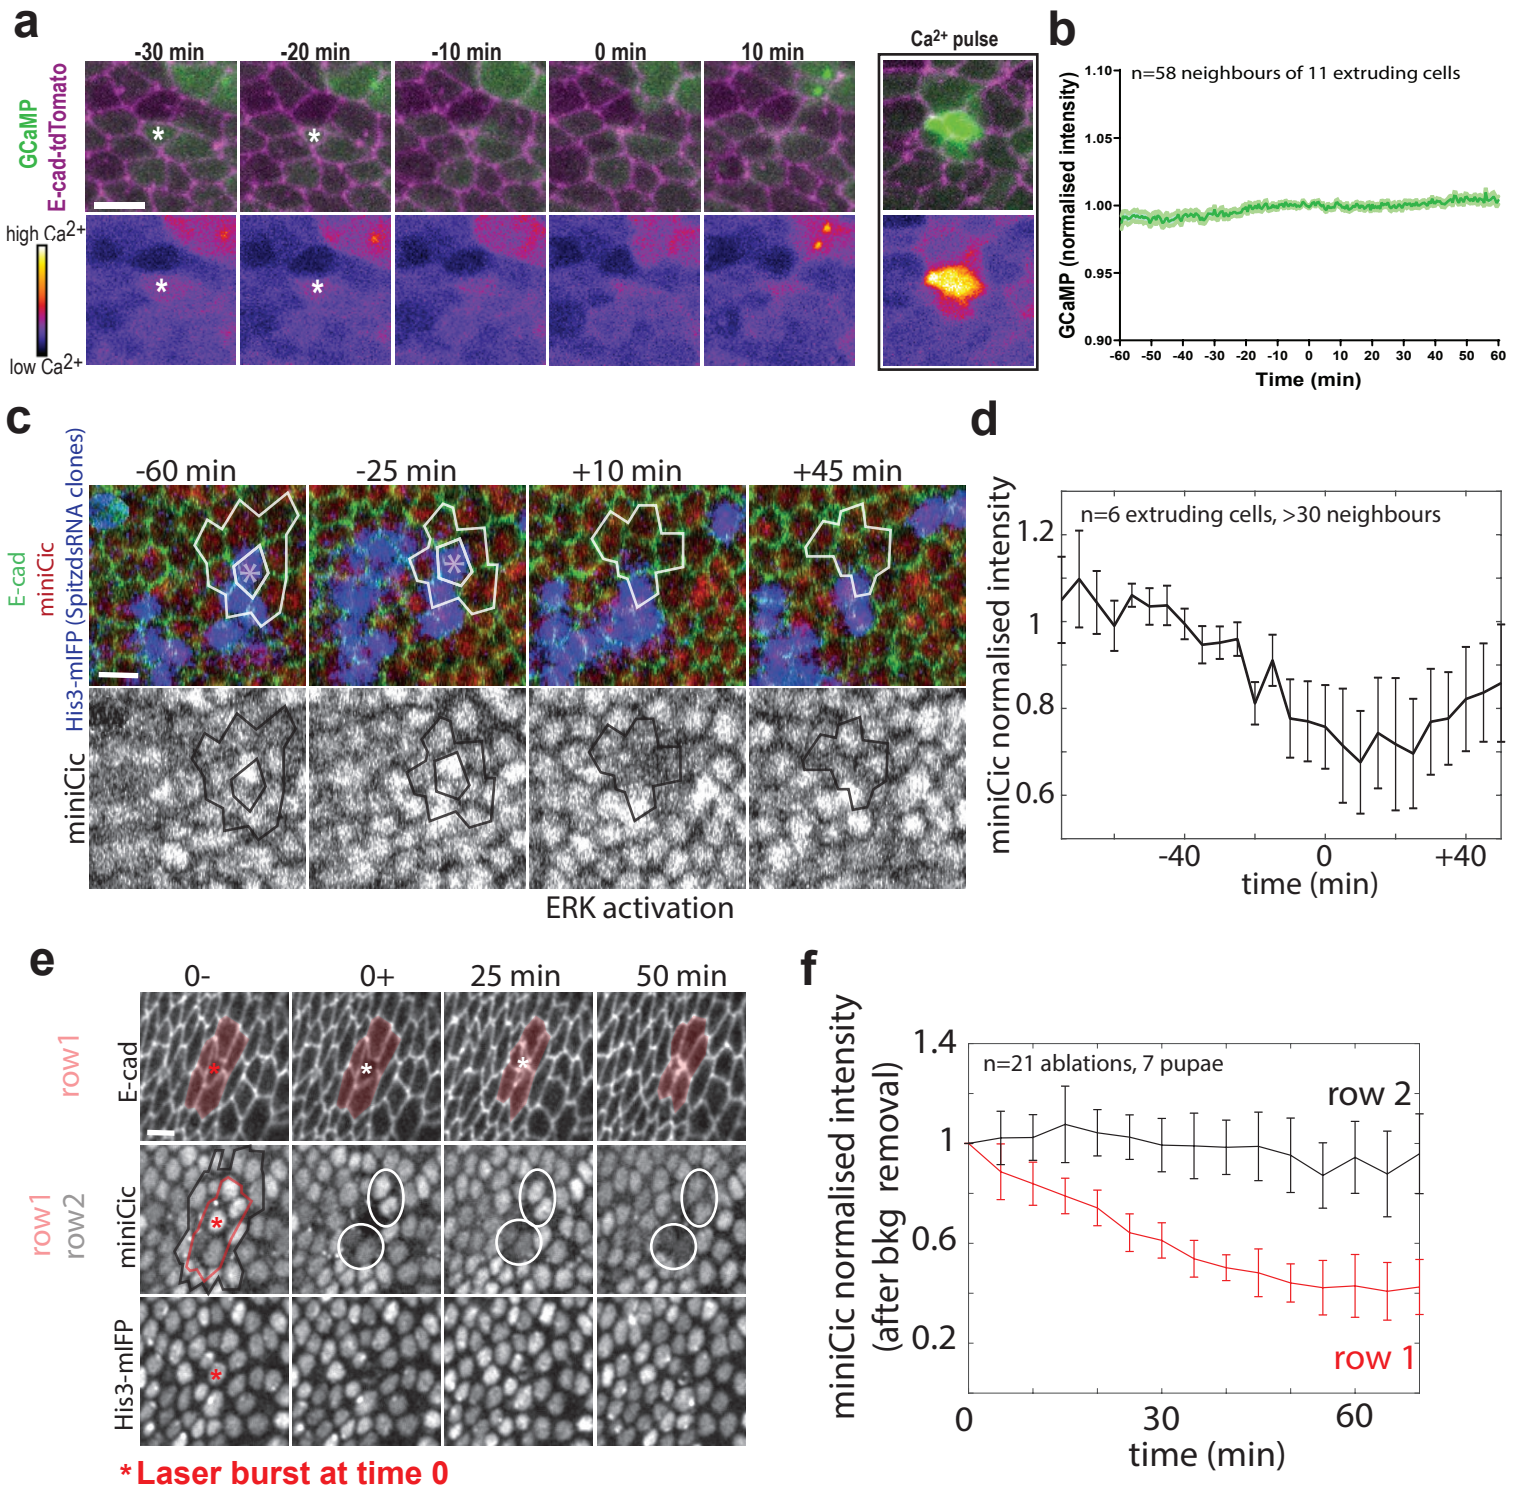 a
-30 min
-20 min
-10 min
0 min
10 min
Ca2+ pulse
GCaMP
E-cad-tdTomato
*
*
high Ca2+
low Ca2+
*
*
b
n=58 neighbours of 11 extruding cells
GCaMP (normalised intensity)
1.10
1.05
1.00
0.95
0.90
-60 -50 -40 -30 -20 -10 0 10 20 30 40 50 60
Time (min)
c
-60 min
-25 min
+10 min
+45 min
E-cad
miniCic
His3-mIFP (SpitzdsRNA clones)
*
*
miniCic
ERK activation
d
n=6 extruding cells, >30 neighbours
miniCic normalised intensity
1.2
1
0.8
0.6
-40 0 +40
time (min)
e
0-
0+
25 min
50 min
row1
E-cad
*
*
*
row1
row2
miniCic
*
His3-mIFP
*
* Laser burst at time 0
f
n=21 ablations, 7 pupae
miniCic normalised intensity
(after bkg removal)
1.4
1
0.6
0.2
row 2
row 1
0 30 60
time (min)